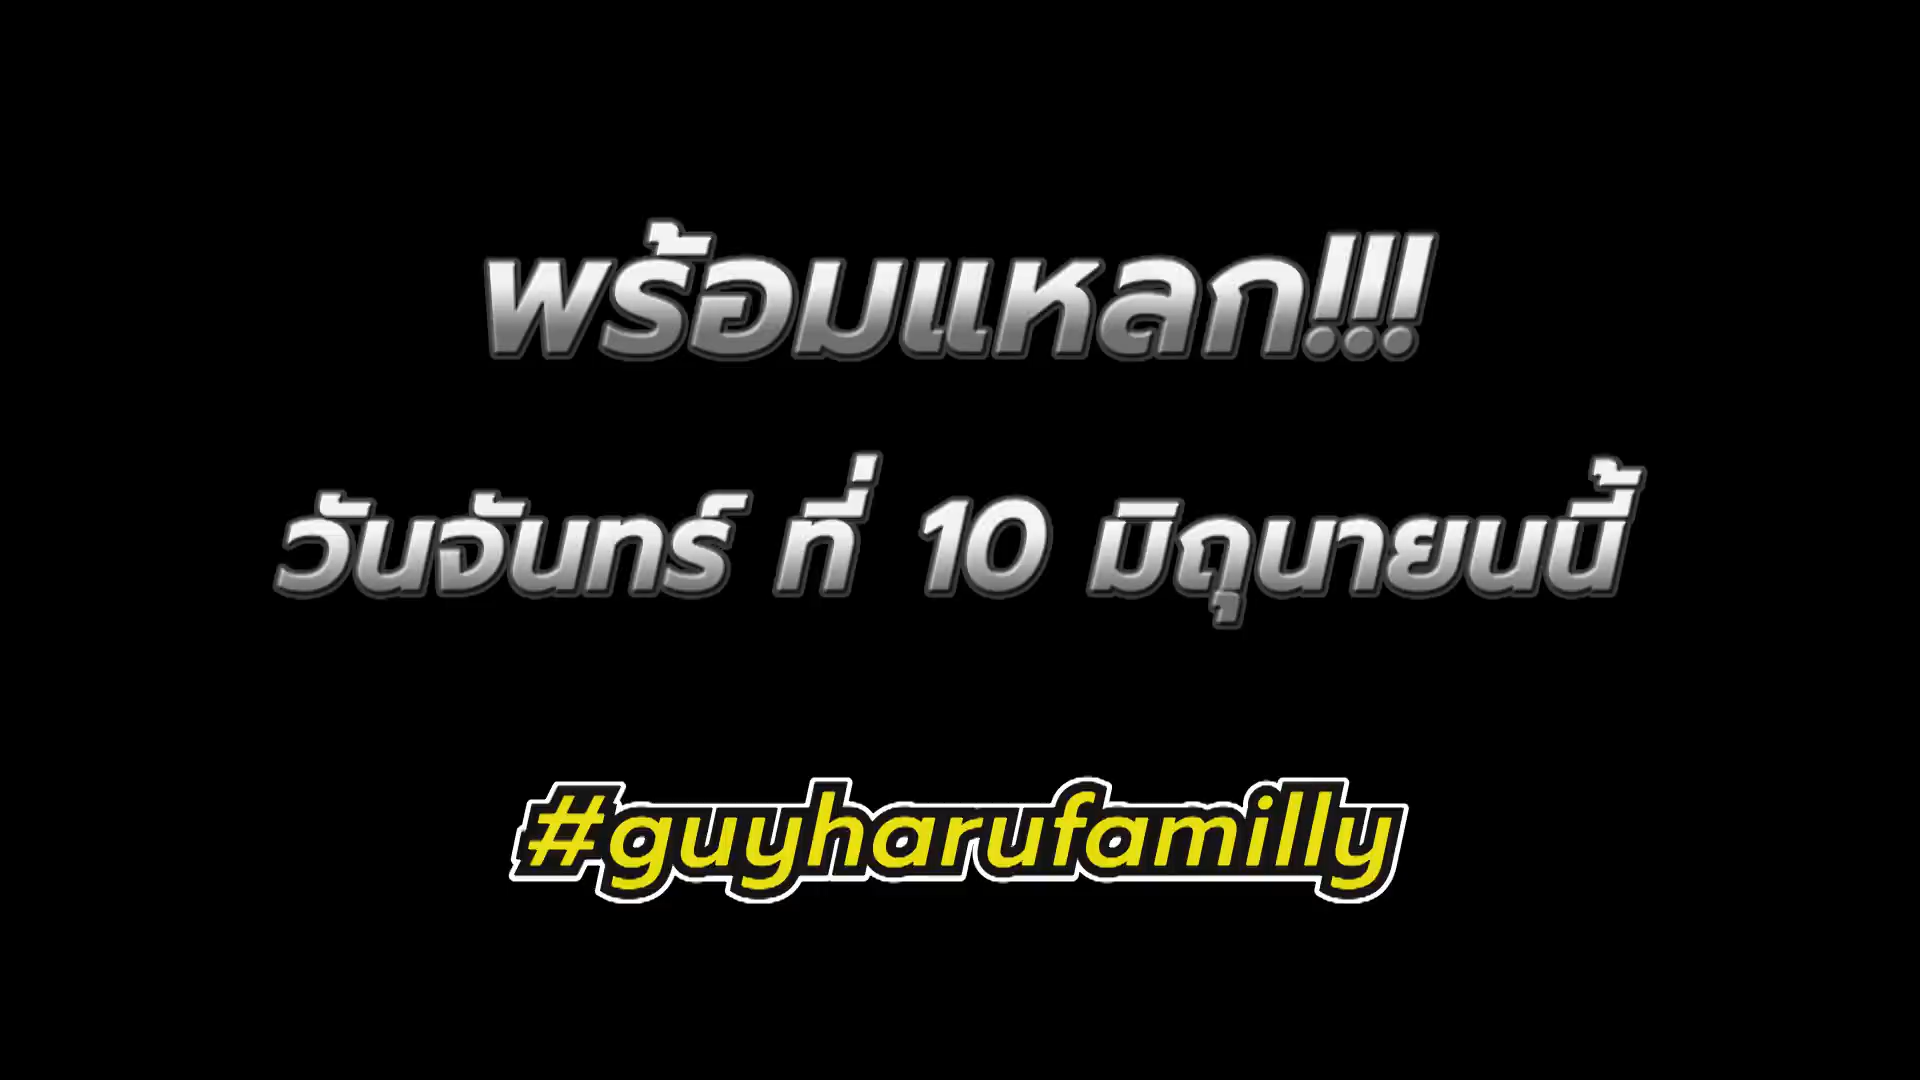 พร้อมแหลก!!!
วันจันทร์ ที่ 10 มิถุนายนนี้
#guyharufamilly